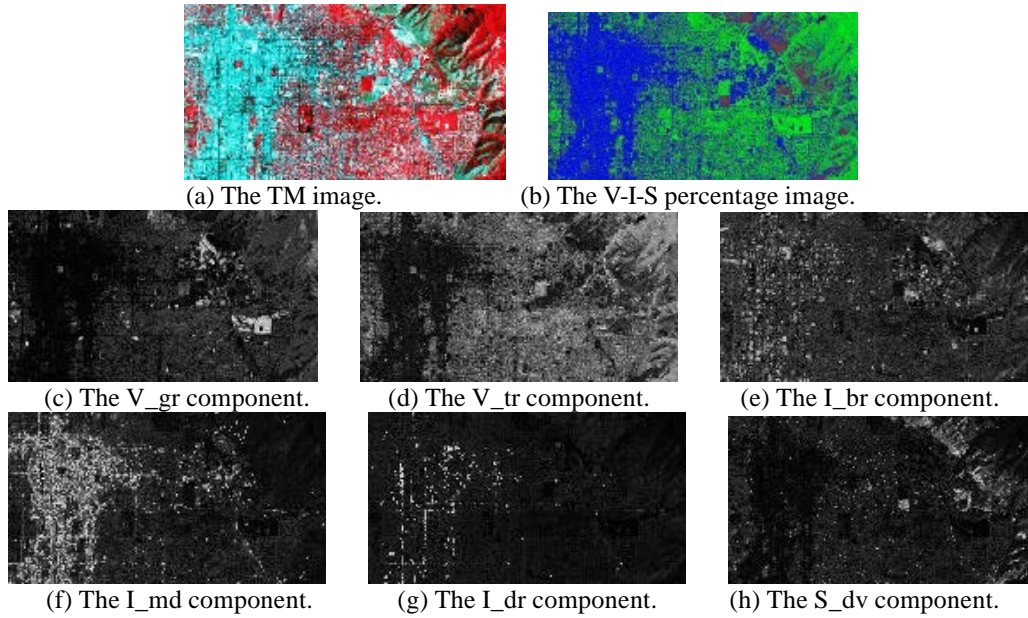 (a) The TM image. (b) The V-I-S percentage image.
(c) The V_gr component. (d) The V_tr component. (e) The I_br component.
(f) The I_md component. (g) The I_dr component. (h) The S_dv component.